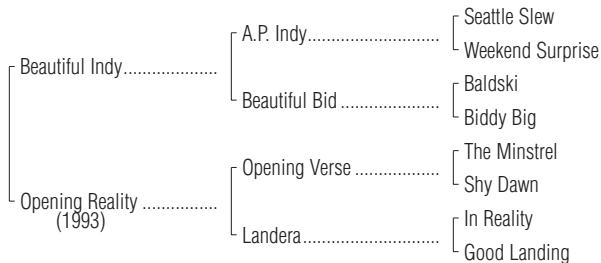 Seattle Slew
A.P. Indy..........................
Weekend Surprise
Beautiful Indy...................
Baldski
Beautiful Bid ....................
Biddy Big
The Minstrel
Opening Verse .................
Shy Dawn
Opening Reality ...............
(1993)
In Reality
Landera...........................
Good Landing